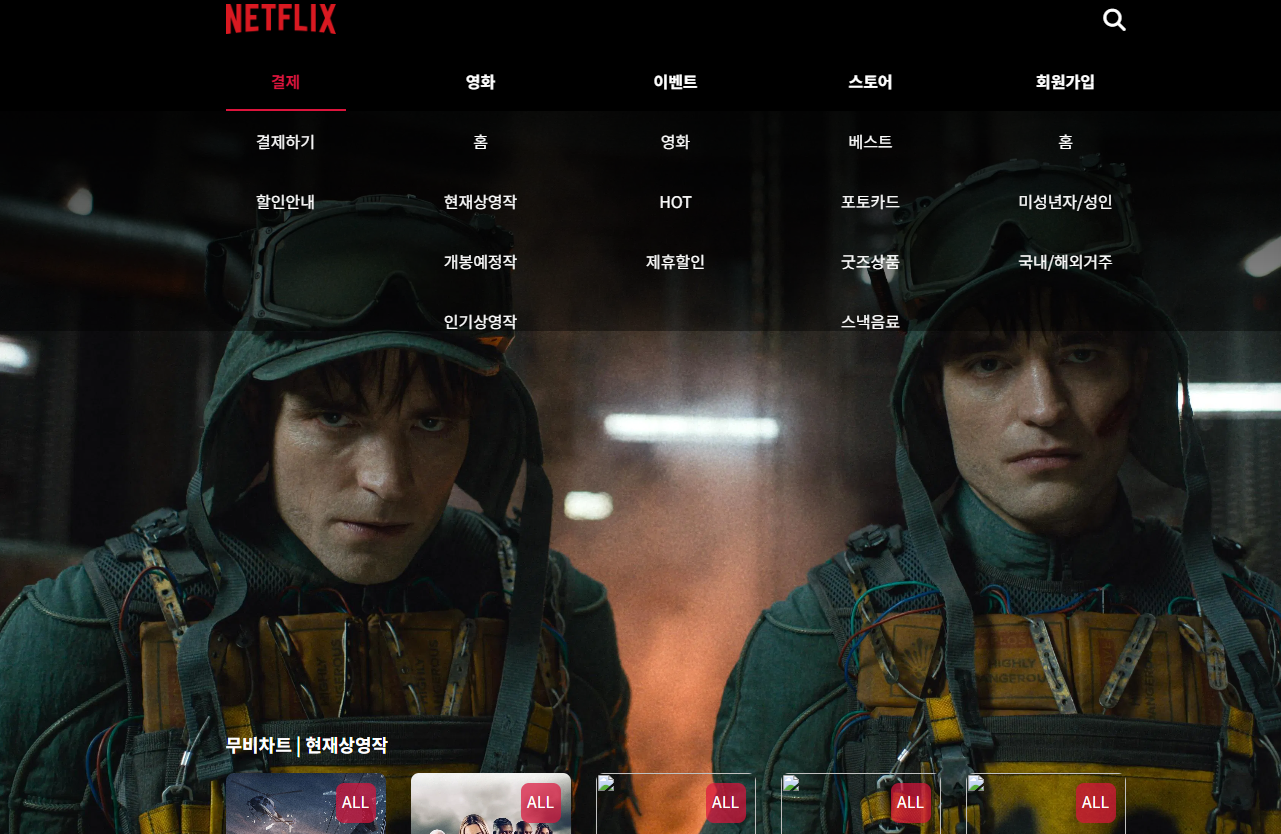 NETFLIX
결제 영화 이벤트 스토어 회원가입
결제하기 홈 영화 베스트 홈
할인안내 현재상영작 HOT 포토카드 미성년자/성인
개봉예정작 제휴할인 굿즈상품 국내/해외거주
인기상영작 스낵음료
HIGHLY
DANGEROUS
무비차트 | 현재상영작
ALL ALL ALL ALL ALL